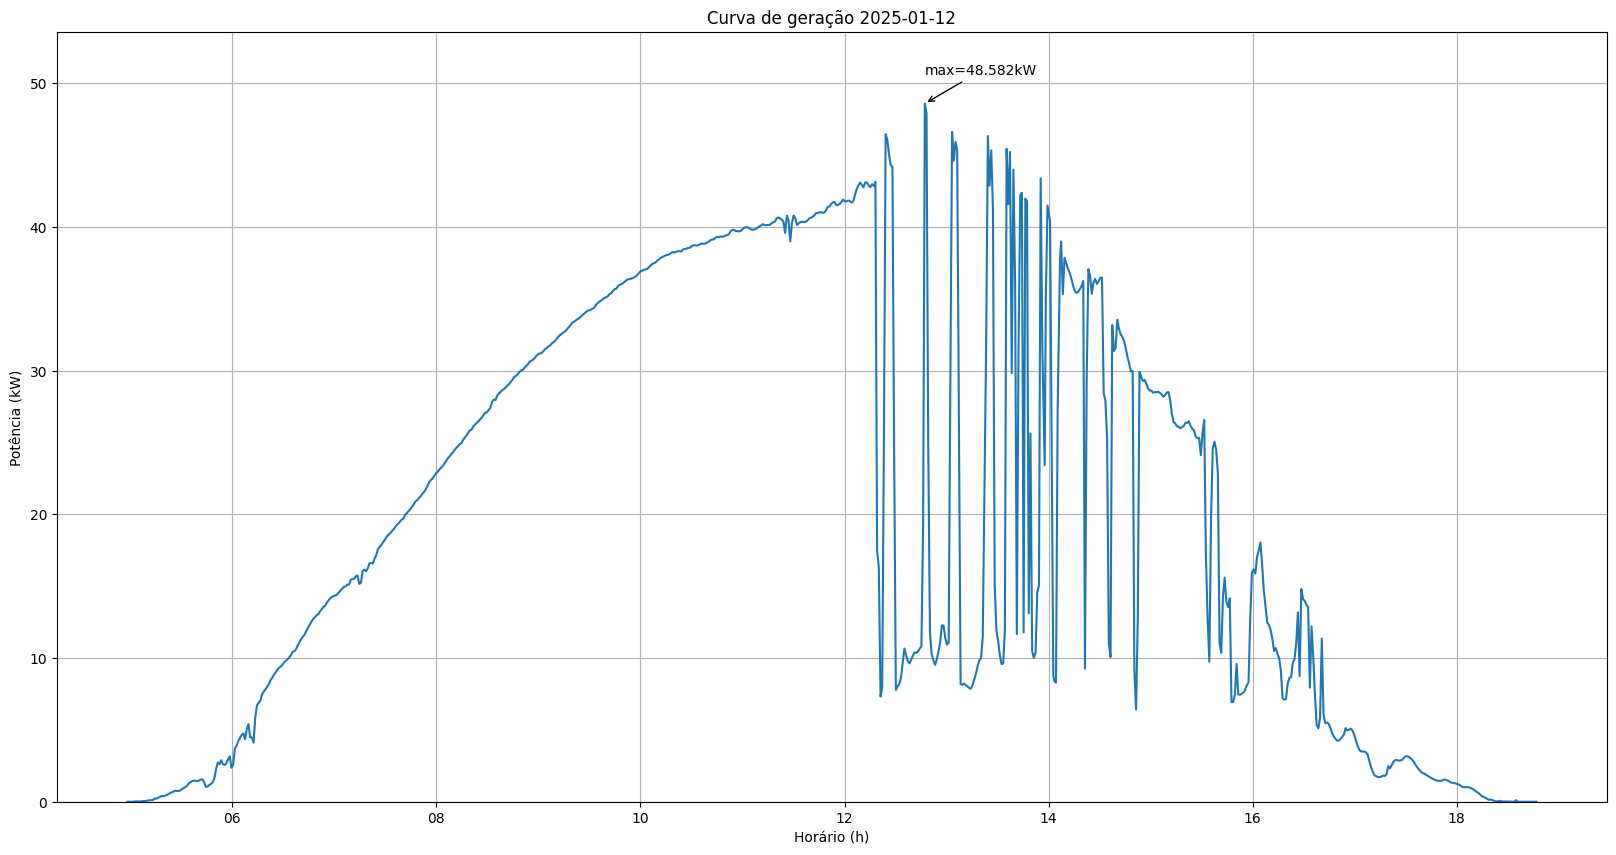 Curva de geração 2025-01-12
max=48.582kW
50
40
30
20
10
0
Potência (kW)
06 08 10 12 14 16 18
Horário (h)